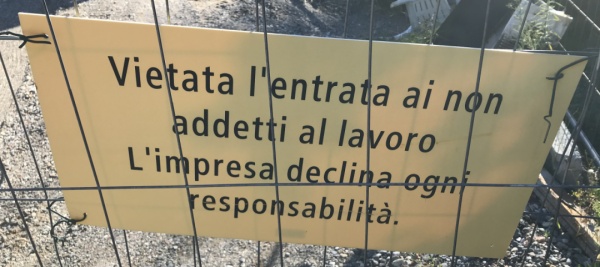 Vietata l'entrata ai non
addetti al lavoro
L'impresa declina ogni
responsabilità.